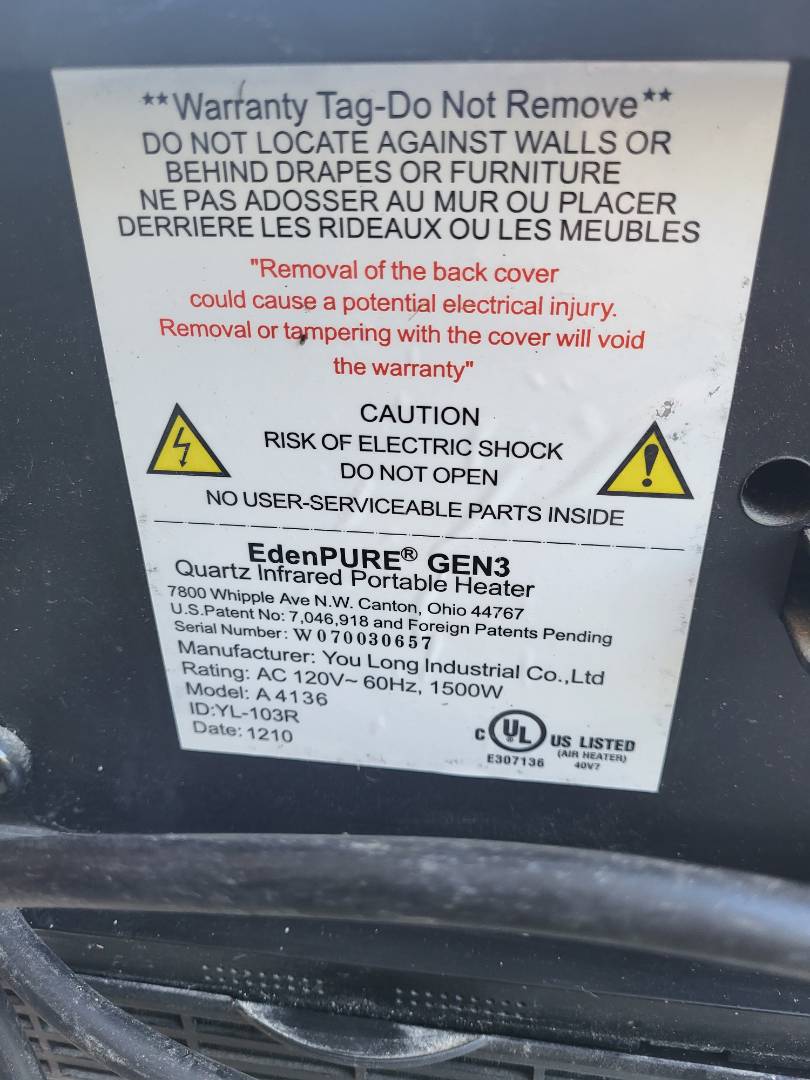 **Warranty Tag-Do Not Remove**
DO NOT LOCATE AGAINST WALLS OR
BEHIND DRAPES OR FURNITURE
NE PAS ADOSSER AU MUR OU PLACER
DERRIERE LES RIDEAUX OU LES MEUBLES
"Removal of the back cover
could cause a potential electrical injury.
Removal or tampering with the cover will void
the warranty"
CAUTION
RISK OF ELECTRIC SHOCK
DO NOT OPEN
NO USER-SERVICEABLE PARTS INSIDE
EdenPURE® GEN3
Quartz Infrared Portable Heater
7800 Whipple Ave N.W. Canton, Ohio 44767
U.S.Patent No: 7,046,918 and Foreign Patents Pending
Serial Number: W070030657
Manufacturer: You Long Industrial Co.,Ltd
Rating: AC 120V~ 60Hz, 1500W
Model: A4136
ID:YL-103R
Date: 1210
C UL® US LISTED
E307136 (AIR HEATER)
40V7